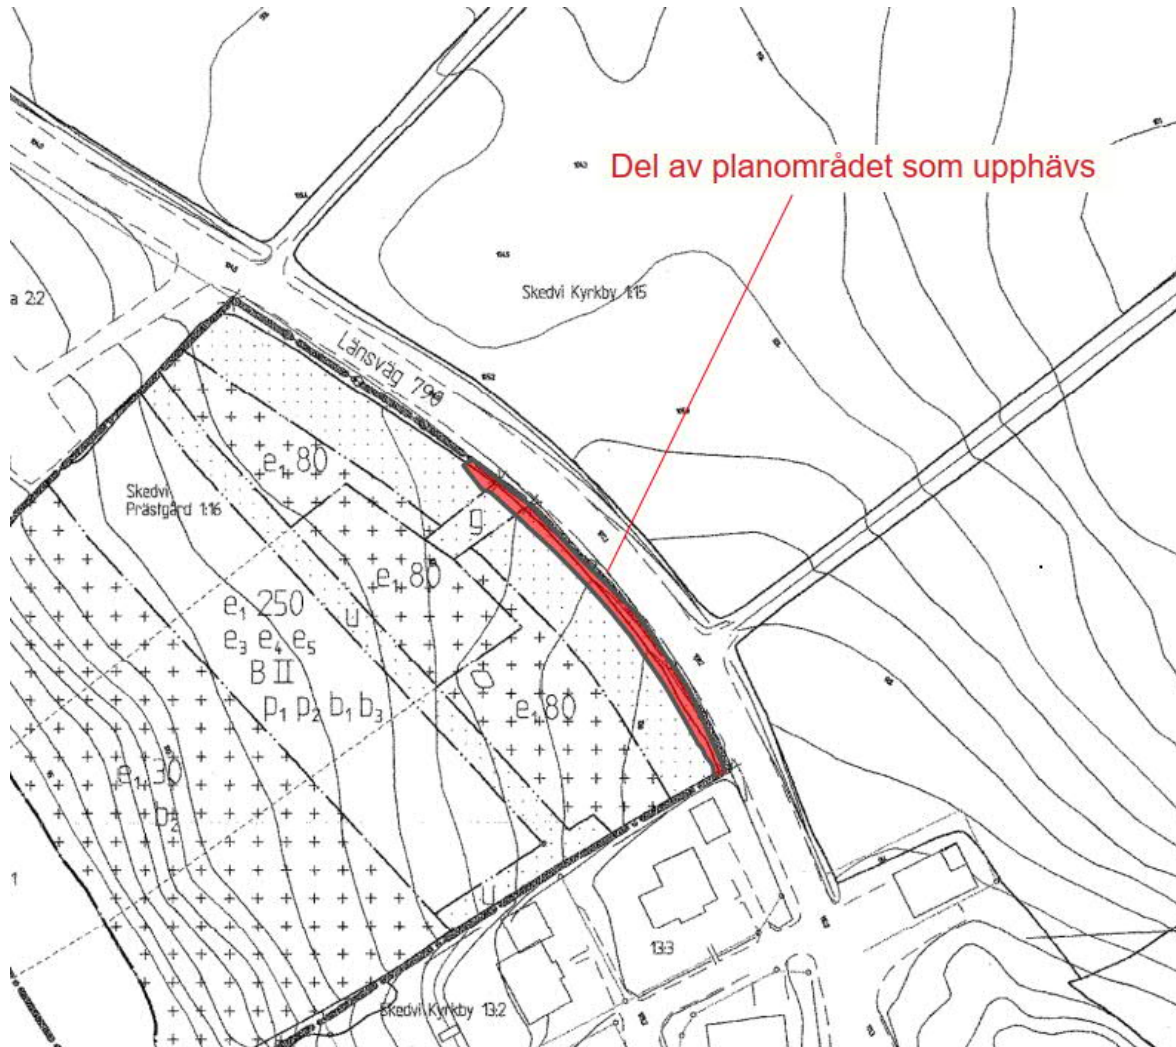 Del av planområdet som upphävs
Skedvi Kyrkby 1:15
a 2:2
Länsväg 790
e₁ 80
Skedvi
Prästgård 1:16
g
e₁ 80
e₁ 250
u
e₃ e₄ e₅
B II
p₁ p₂ b₁ b₃
e₁ 80
e₁ 30
b₂
1
u
13:3
Skedvi Kyrkby 13:2